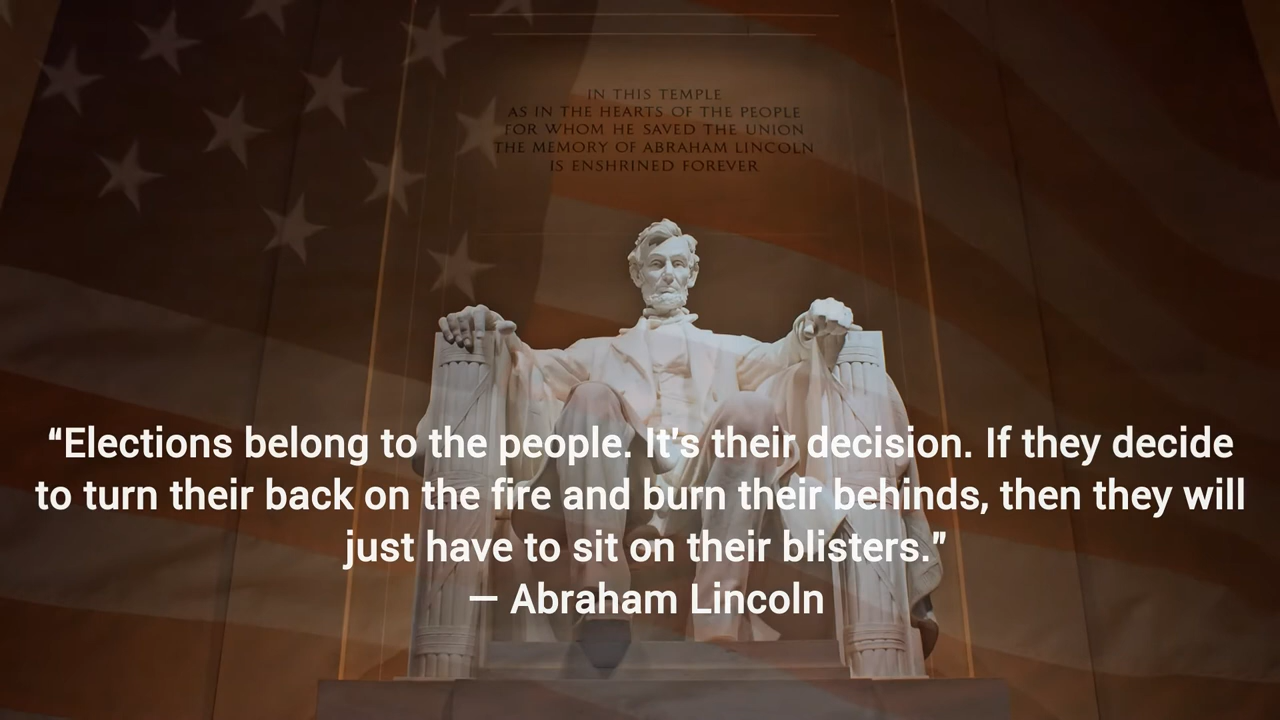 IN THIS TEMPLE
AS IN THE HEARTS OF THE PEOPLE
FOR WHOM HE SAVED THE UNION
THE MEMORY OF ABRAHAM LINCOLN
IS ENSHRINED FOREVER
“Elections belong to the people. It's their decision. If they decide
to turn their back on the fire and burn their behinds, then they will
just have to sit on their blisters.”
— Abraham Lincoln